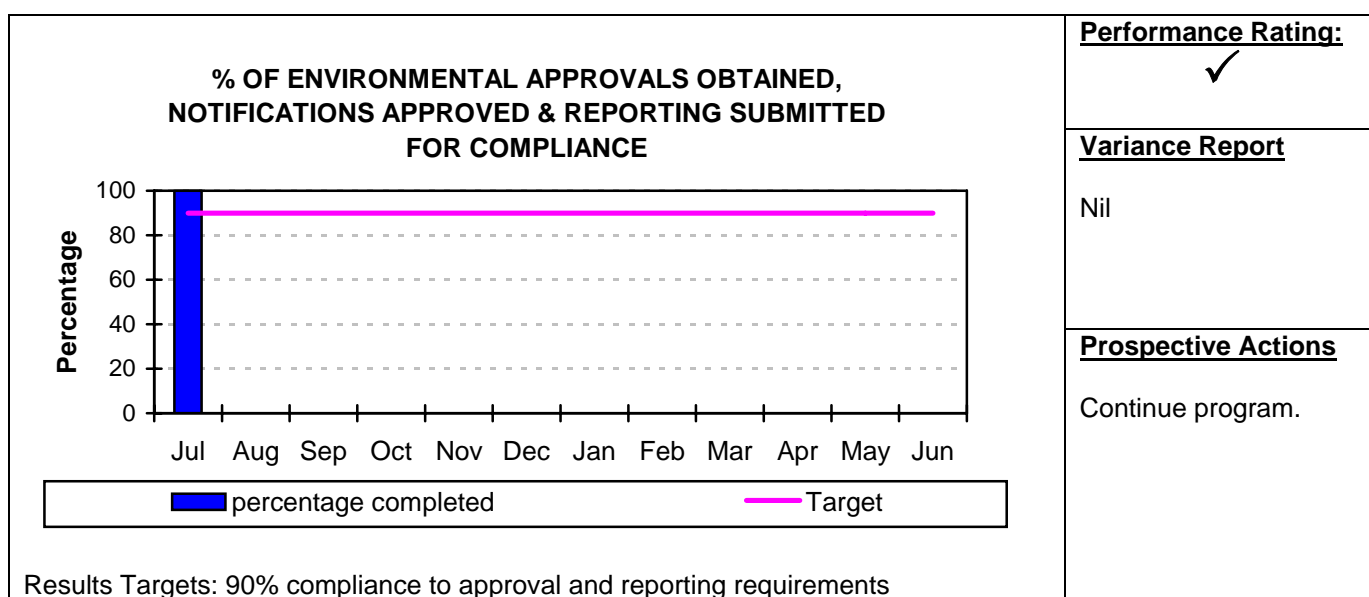 % OF ENVIRONMENTAL APPROVALS OBTAINED,
NOTIFICATIONS APPROVED & REPORTING SUBMITTED
FOR COMPLIANCE
Percentage
100
80
60
40
20
0
Jul Aug Sep Oct Nov Dec Jan Feb Mar Apr May Jun
percentage completed Target
Results Targets: 90% compliance to approval and reporting requirements
Performance Rating:
✓
Variance Report
Nil
Prospective Actions
Continue program.